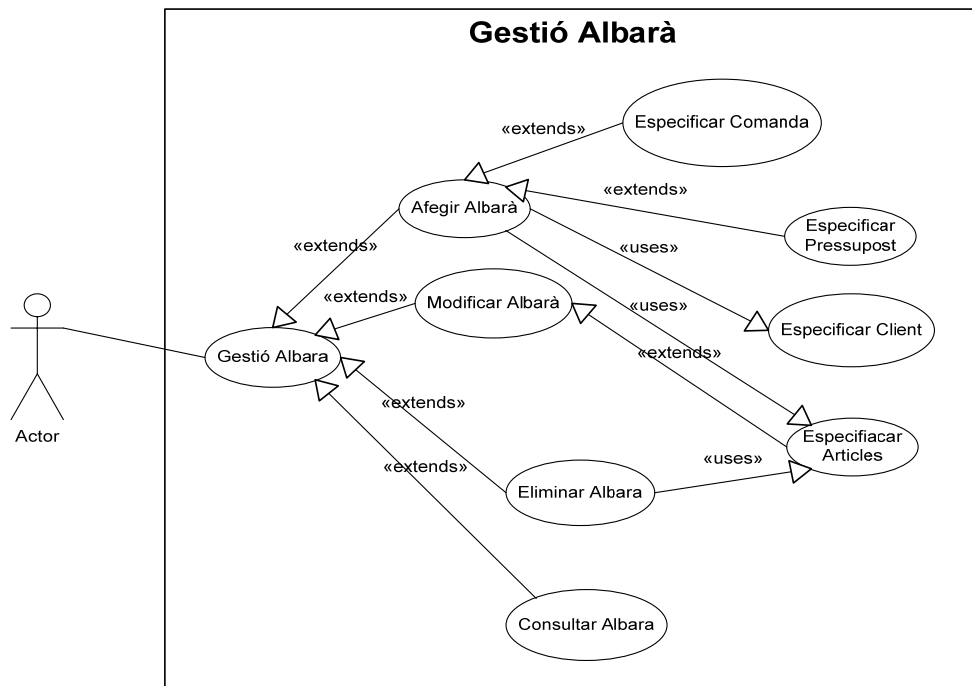 Gestió Albarà
Especificar Comanda
«extends»
«extends»
Afegir Albarà
Especificar
Pressupost
«extends»
«uses»
«extends»
Modificar Albarà
«uses»
Especificar Client
Gestió Albara
«extends»
Actor
«extends»
Especifiacar
Articles
«uses»
«extends»
Eliminar Albara
Consultar Albara